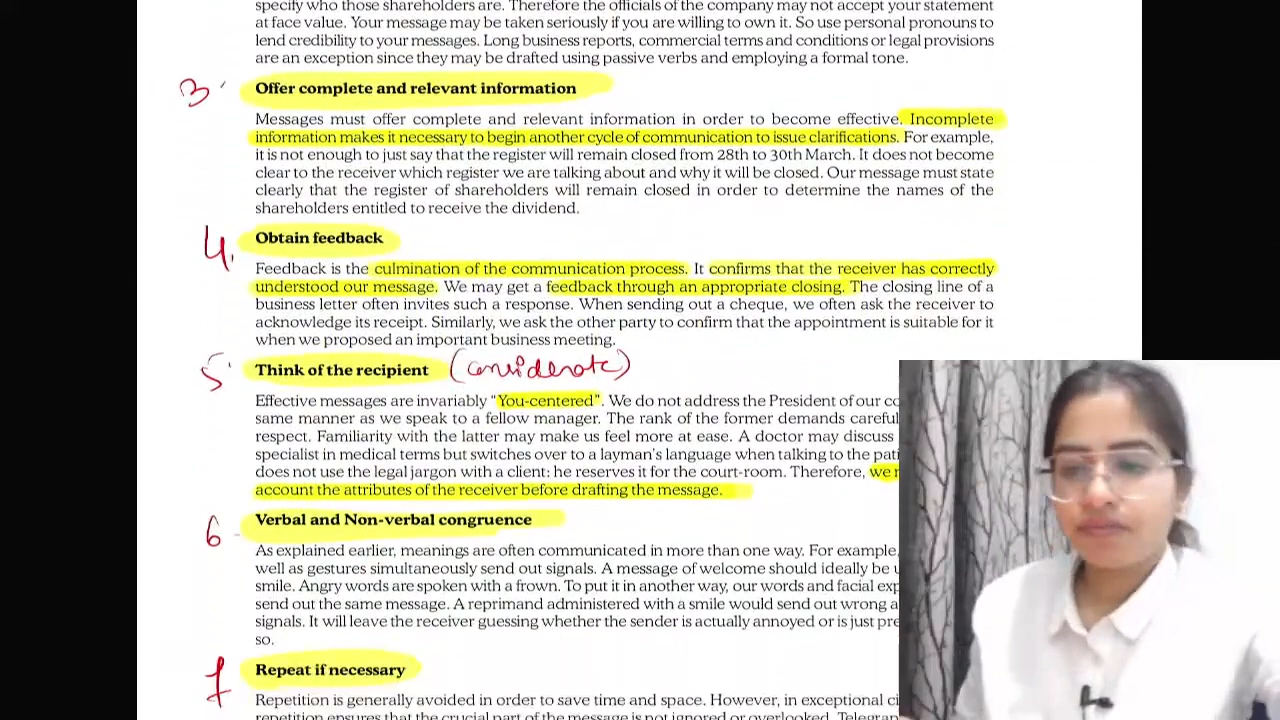 specify who those shareholders are. Therefore the officials of the company may not accept your statement
at face value. Your message may be taken seriously if you are willing to own it. So use personal pronouns to
lend credibility to your messages. Long business reports, commercial terms and conditions or legal provisions
are an exception since they may be drafted using passive verbs and employing a formal tone.
3. Offer complete and relevant information
Messages must offer complete and relevant information in order to become effective. Incomplete
information makes it necessary to begin another cycle of communication to issue clarifications. For example,
it is not enough to just say that the register will remain closed from 28th to 30th March. It does not become
clear to the receiver which register we are talking about and why it will be closed. Our message must state
clearly that the register of shareholders will remain closed in order to determine the names of the
shareholders entitled to receive the dividend.
4. Obtain feedback
Feedback is the culmination of the communication process. It confirms that the receiver has correctly
understood our message. We may get a feedback through an appropriate closing. The closing line of a
business letter often invites such a response. When sending out a cheque, we often ask the receiver to
acknowledge its receipt. Similarly, we ask the other party to confirm that the appointment is suitable for it
when we proposed an important business meeting.
5. Think of the recipient (Considerate)
Effective messages are invariably "You-centered". We do not address the President of our
same manner as we speak to a fellow manager. The rank of the former demands
respect. Familiarity with the latter may make us feel more at ease. A doctor may discuss
specialist in medical terms but switches over to a layman's language when talking to the
does not use the legal jargon with a client: he reserves it for the court-room. Therefore, we
account the attributes of the receiver before drafting the message.
6 Verbal and Non-verbal congruence
As explained earlier, meanings are often communicated in more than one way. For example,
well as gestures simultaneously send out signals. A message of welcome should ideally be
smile. Angry words are spoken with a frown. To put it in another way, our words and facial
send out the same message. A reprimand administered with a smile would send out wrong
signals. It will leave the receiver guessing whether the sender is actually annoyed or is just
so.
7 Repeat if necessary
Repetition is generally avoided in order to save time and space. However, in exceptional
repetition ensures that the crucial part of the message is not ignored or overlooked.